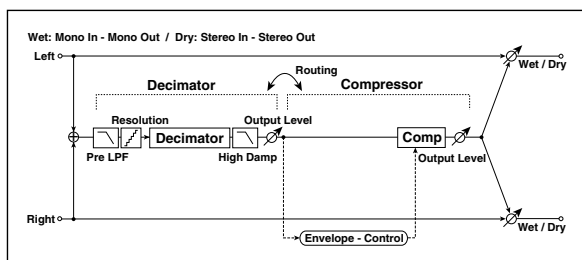 Wet: Mono In - Mono Out / Dry: Stereo In - Stereo Out
Left
Wet / Dry
Routing
Decimator
Compressor
Resolution
Output Level
Decimator
Comp
Pre LPF
High Damp
Output Level
Right
Wet / Dry
Envelope - Control